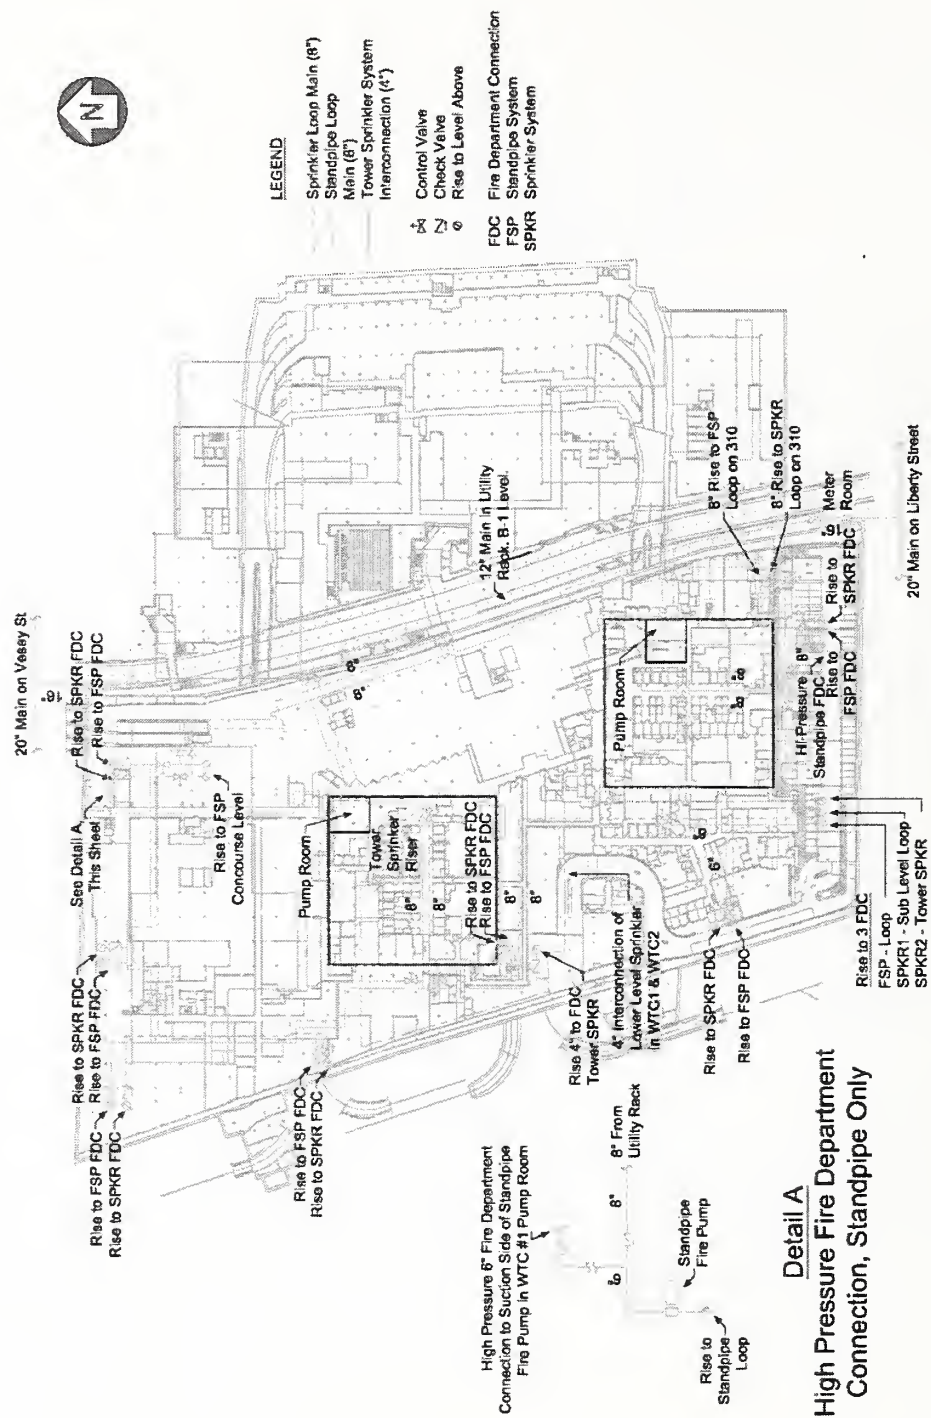 N
LEGEND
Sprinkler Loop Main (8")
Standpipe Loop
Main (8")
Tower Sprinkler System
Interconnection (4")
Control Valve
Check Valve
Rise to Level Above
FDC Fire Department Connection
FSP Standpipe System
SPKR Sprinkler System
20" Main on Vesey St
Rise to SPKR FDC
Rise to FSP FDC
See Detail A,
This Sheet
Rise to FSP
Concourse Level
Rise to SPKR FDC
Rise to FSP FDC
Rise to FSP FDC
Rise to SPKR FDC
Rise to FSP FDC
Rise to SPKR FDC
Pump Room
Tower
Sprinkler
Riser
8"
8"
Rise to SPKR FDC
Rise to FSP FDC
8"
8"
12" Main in Utility
Rack. B-1 Level.
Pump Room
8" Rise to FSP
Loop on 310
8" Rise to SPKR
Loop on 310
Meter
Room
Rise to
SPKR FDC
8"
Rise to
FSP FDC
Hi-Pressure
Standpipe FDC
20" Main on Liberty Street
Rise 4" to FDC
Tower SPKR
4" Interconnection of
Lower Level Sprinkler
in WTC1 & WTC2
6"
Rise to SPKR FDC
Rise to FSP FDC
Rise to 3 FDC
FSP - Loop
SPKR1 - Sub Level Loop
SPKR2 - Tower SPKR
High Pressure 6" Fire Department
Connection to Suction Side of Standpipe
Fire Pump in WTC #1 Pump Room
8" From
Utility Rack
8"
Standpipe
Fire Pump
Rise to
Standpipe
Loop
Detail A
High Pressure Fire Department
Connection, Standpipe Only